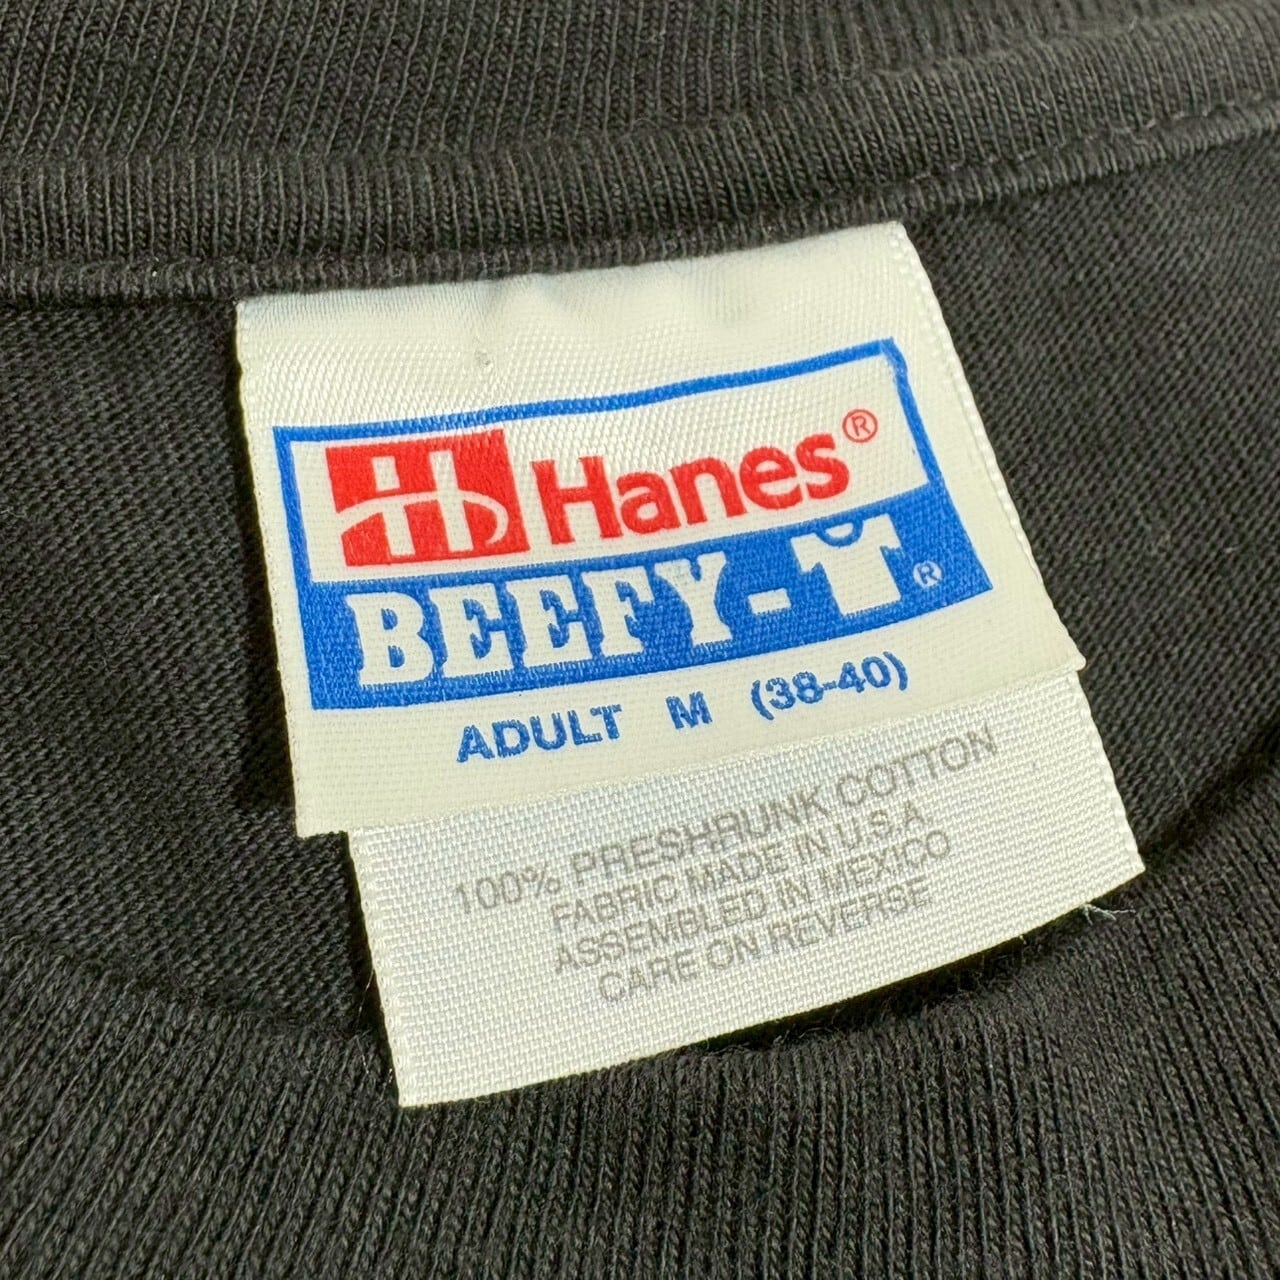 Hanes®
BEEFY-T®
ADULT M (38-40)
100% PRESHRUNK COTTON
FABRIC MADE IN U.S.A.
ASSEMBLED IN MEXICO
CARE ON REVERSE